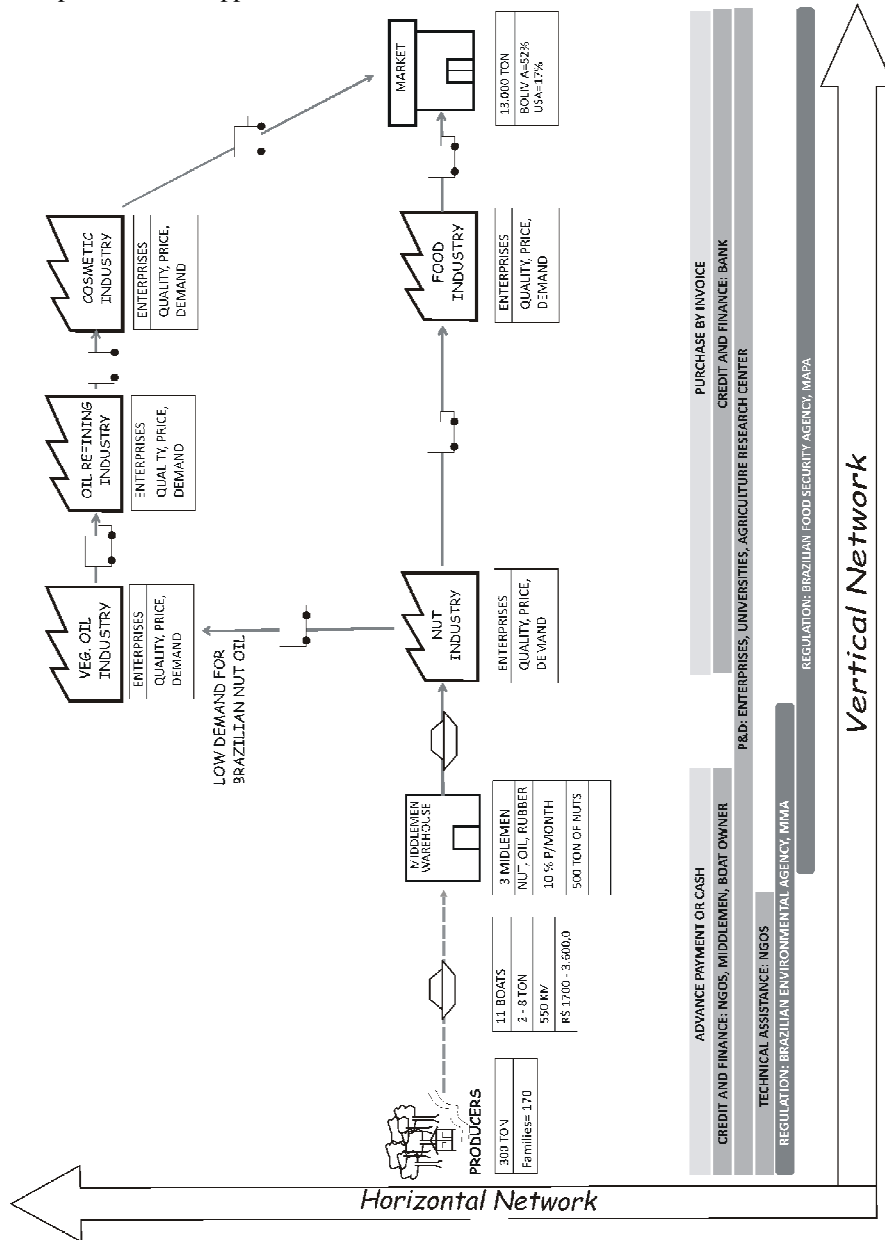 COSMETIC
INDUSTRY
ENTERPRISES
QUALITY, PRICE,
DEMAND
OIL REFINING
INDUSTRY
ENTERPRISES
QUALITY, PRICE,
DEMAND
VEG. OIL
INDUSTRY
ENTERPRISES
QUALITY, PRICE,
DEMAND
LOW DEMAND FOR
BRAZILIAN NUT OIL
MARKET
13.000 TON
BOLIVIA=52%
USA=17%
FOOD
INDUSTRY
ENTERPRISES
QUALITY, PRICE,
DEMAND
NUT
INDUSTRY
ENTERPRISES
QUALITY, PRICE,
DEMAND
MIDDLEMEN
WAREHOUSE
3 MIDLEMEN
NUT, OIL, RUBBER
10 % P/MONTH
500 TON OF NUTS
11 BOATS
2 - 8 TON
550 KM
R$ 1700 - 3.600,0
PRODUCERS
300 TON
Families= 170
ADVANCE PAYMENT OR CASH
PURCHASE BY INVOICE
CREDIT AND FINANCE: NGOS, MIDDLEMEN, BOAT OWNER
CREDIT AND FINANCE: BANK
P&D: ENTERPRISES, UNIVERSITIES, AGRICULTURE RESEARCH CENTER
TECHNICAL ASSISTANCE: NGOS
REGULATION: BRAZILIAN ENVIRONMENTAL AGENCY, MMA
REGULATION: BRAZILIAN FOOD SECURITY AGENCY, MAPA
Vertical Network
Horizontal Network